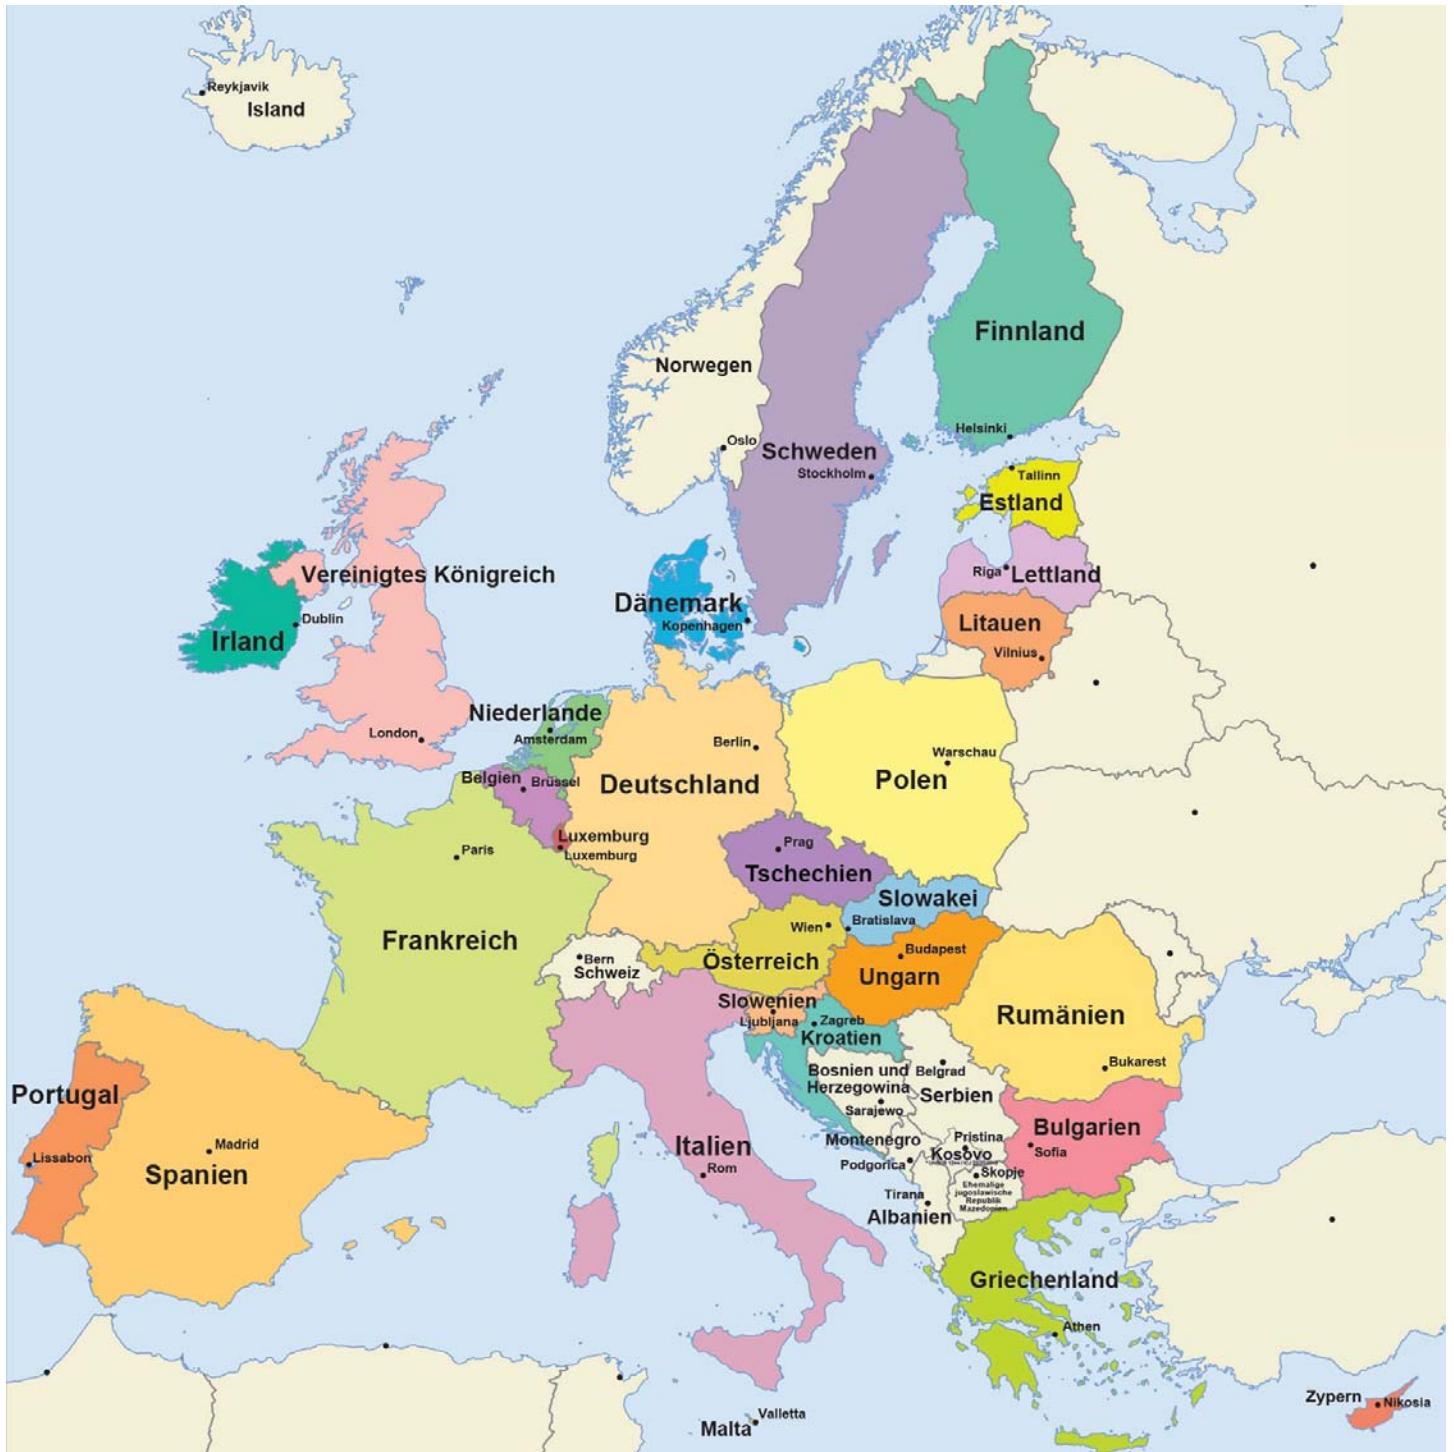 Reykjavik
Island
Finnland
Norwegen
Helsinki
Oslo
Schweden
Stockholm
Tallinn
Estland
Riga
Lettland
Vereinigtes Königreich
Dänemark
Kopenhagen
Dublin
Irland
Litauen
Vilnius
London
Niederlande
Amsterdam
Berlin
Warschau
Polen
Belgien
Brüssel
Deutschland
Luxemburg
Luxemburg
Paris
Prag
Tschechien
Slowakei
Bratislava
Wien
Frankreich
Budapest
Österreich
Ungarn
Bern
Schweiz
Slowenien
Ljubljana
Zagreb
Kroatien
Rumänien
Bukarest
Bosnien und
Herzegowina
Sarajewo
Belgrad
Serbien
Portugal
Lissabon
Madrid
Spanien
Italien
Rom
Montenegro
Podgorica
Pristina
Kosovo
Bulgarien
Sofia
Skopje
Ehemalige
jugoslawische
Republik
Mazedonien
Tirana
Albanien
Griechenland
Athen
Zypern
Nikosia
Malta
Valletta